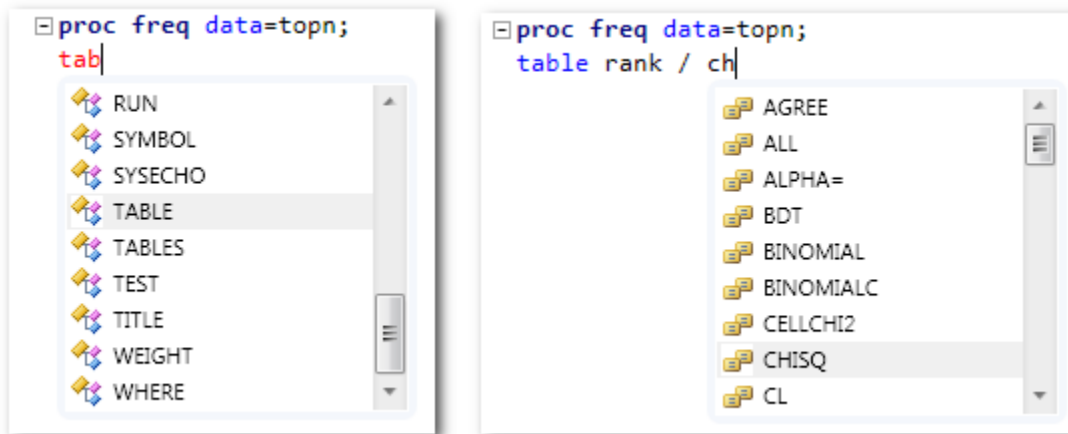 proc freq data=topn;
tab
RUN
SYMBOL
SYSECHO
TABLE
TABLES
TEST
TITLE
WEIGHT
WHERE
proc freq data=topn;
table rank / ch
AGREE
ALL
ALPHA=
BDT
BINOMIAL
BINOMIALC
CELLCHI2
CHISQ
CL